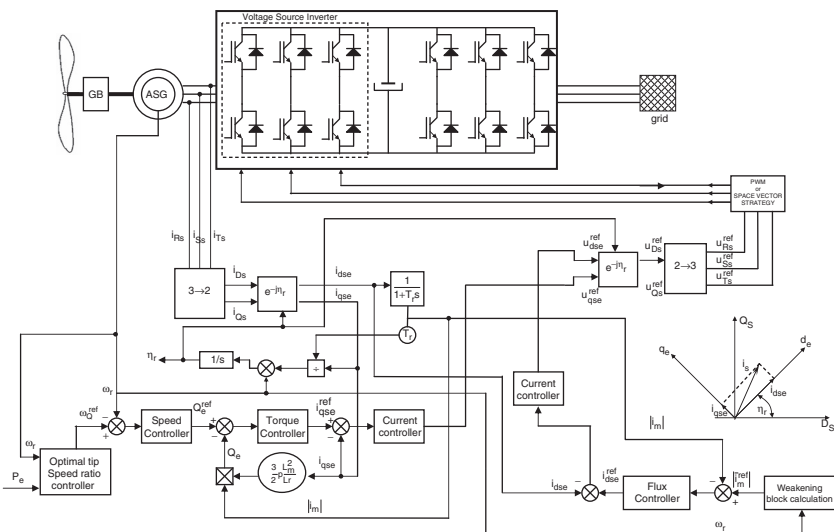 Voltage Source Inverter
GB
ASG
grid
PWM
or
SPACE VECTOR
STRATEGY
i_Rs
i_Ss
i_Ts
3→2
i_Ds
i_Qs
e^-jη_r
i_dse
i_qse
1
1+T_rs
T_r
u_dse^ref
u_qse^ref
e^-jη_r
u_Ds^ref
u_Qs^ref
2→3
u_Rs^ref
u_Ss^ref
u_Ts^ref
η_r
1/s
÷
ω_r
Q_S
q_e
d_e
i_s
i_dse
i_qse
η_r
D_S
Current
controller
ω_r
P_e
Optimal tip
Speed ratio
controller
ω_Q^ref
−
+
Speed
Controller
Q_e^ref
+
−
Q_e
Torque
Controller
i_qse^ref
+
−
Current
controller
i_qse
3/2 p L_m^2/Lr
|i_m|
i_dse
−
+
i_dse^ref
Flux
Controller
|i_m|
−
+
|i_m^ref|
Weakening
block calculation
ω_r